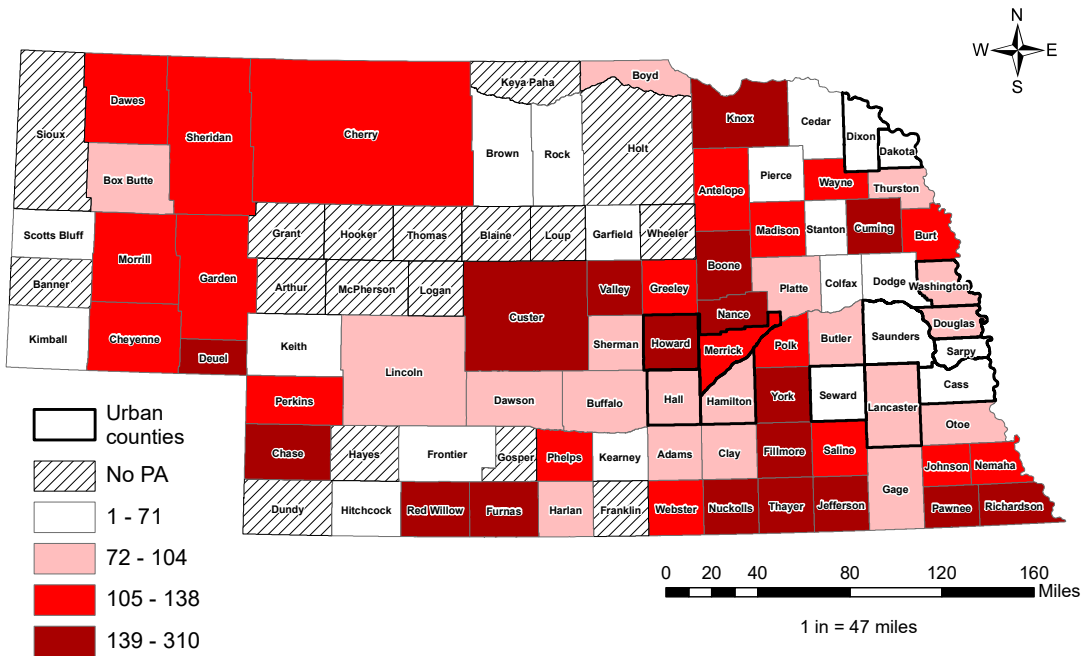 N
W E
S
Keya Paha
Boyd
Dawes
Sheridan
Cherry
Sioux
Box Butte
Brown
Rock
Holt
Knox
Cedar
Dixon
Dakota
Antelope
Pierce
Wayne
Thurston
Scotts Bluff
Morrill
Garden
Grant
Hooker
Thomas
Blaine
Loup
Garfield
Wheeler
Madison
Stanton
Cuming
Burt
Banner
Arthur
McPherson
Logan
Custer
Valley
Greeley
Boone
Platte
Colfax
Dodge
Washington
Kimball
Cheyenne
Deuel
Keith
Lincoln
Sherman
Howard
Nance
Merrick
Polk
Butler
Saunders
Douglas
Sarpy
Perkins
Dawson
Buffalo
Hall
Hamilton
York
Seward
Lancaster
Cass
Otoe
Chase
Hayes
Frontier
Gosper
Phelps
Kearney
Adams
Clay
Fillmore
Saline
Gage
Johnson
Nemaha
Dundy
Hitchcock
Red Willow
Furnas
Harlan
Franklin
Webster
Nuckolls
Thayer
Jefferson
Pawnee
Richardson
Urban
counties
No PA
1 - 71
72 - 104
105 - 138
139 - 310
0 20 40 80 120 160
Miles
1 in = 47 miles